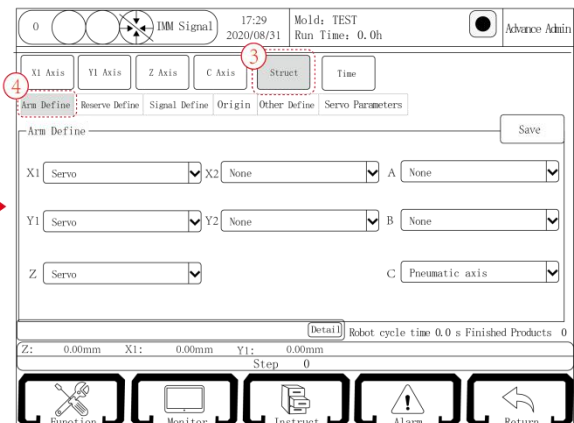 0 IMM Signal 17:29 2020/08/31 Mold: TEST Run Time: 0.0h Advance Admin
3
X1 Axis Y1 Axis Z Axis C Axis Struct Time
4
Arm Define Reserve Define Signal Define Origin Other Define Servo Parameters
Arm Define Save
X1 Servo X2 None A None
Y1 Servo Y2 None B None
Z Servo C Pneumatic axis
Detail Robot cycle time 0.0 s Finished Products 0
Z: 0.00mm X1: 0.00mm Y1: 0.00mm
Step 0
Function Monitor Instruct Alarm Return